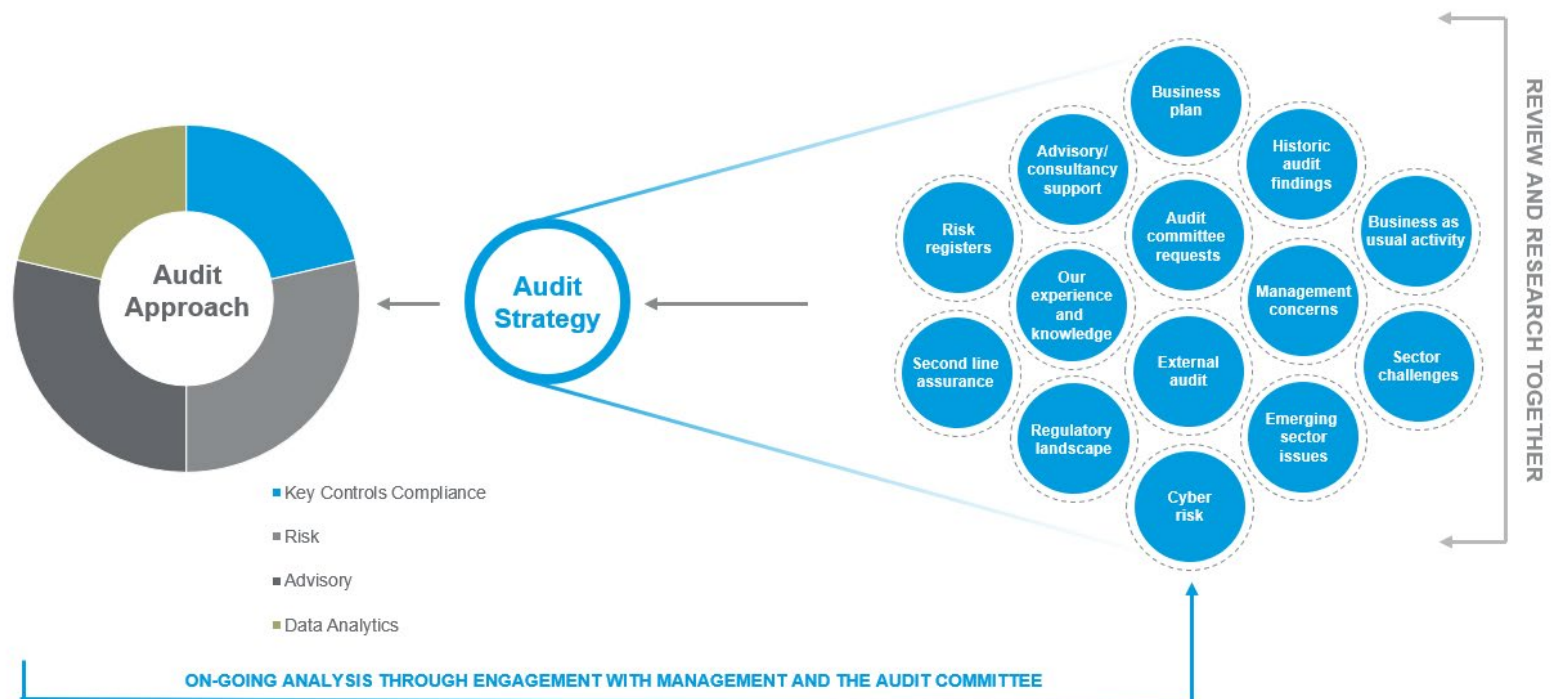 Audit
Approach
Key Controls Compliance
Risk
Advisory
Data Analytics
Audit
Strategy
Business
plan
Advisory/
consultancy
support
Historic
audit
findings
Risk
registers
Audit
committee
requests
Business as
usual activity
Our
experience
and
knowledge
Management
concerns
Second line
assurance
External
audit
Sector
challenges
Regulatory
landscape
Emerging
sector
issues
Cyber
risk
REVIEW AND RESEARCH TOGETHER
ON-GOING ANALYSIS THROUGH ENGAGEMENT WITH MANAGEMENT AND THE AUDIT COMMITTEE